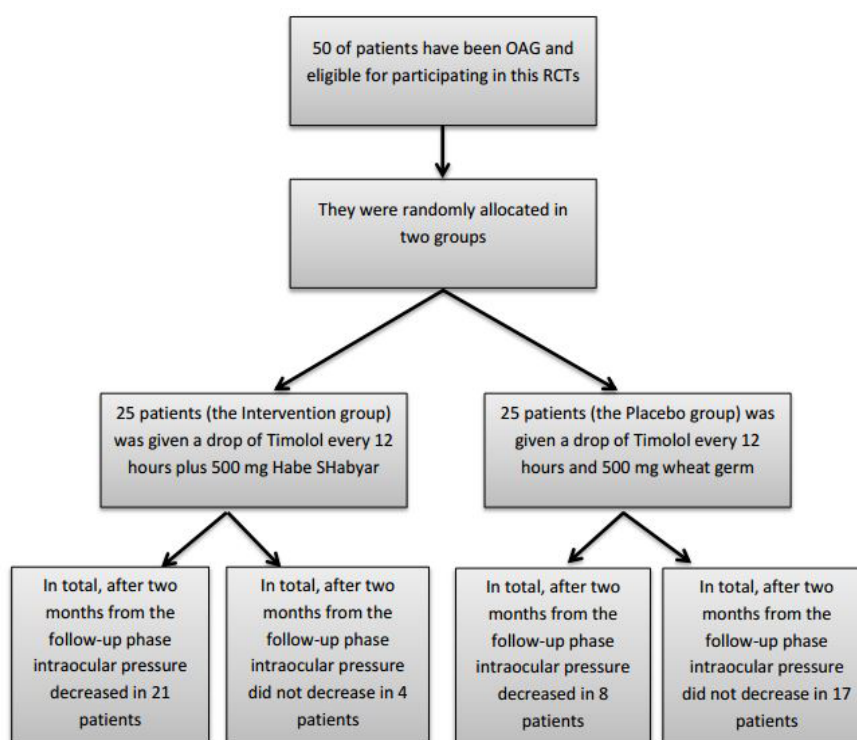 50 of patients have been OAG and
eligible for participating in this RCTs
They were randomly allocated in
two groups
25 patients (the Intervention group)
was given a drop of Timolol every 12
hours plus 500 mg Habe SHabyar
25 patients (the Placebo group) was
given a drop of Timolol every 12
hours and 500 mg wheat germ
In total, after two
months from the
follow-up phase
intraocular pressure
decreased in 21
patients
In total, after two
months from the
follow-up phase
intraocular pressure
did not decrease in 4
patients
In total, after two
months from the
follow-up phase
intraocular pressure
decreased in 8
patients
In total, after two
months from the
follow-up phase
intraocular pressure
did not decrease in 17
patients